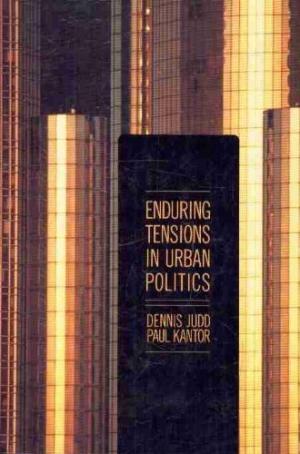 ENDURING
TENSIONS
IN URBAN
POLITICS
DENNIS JUDD
PAUL KANTOR